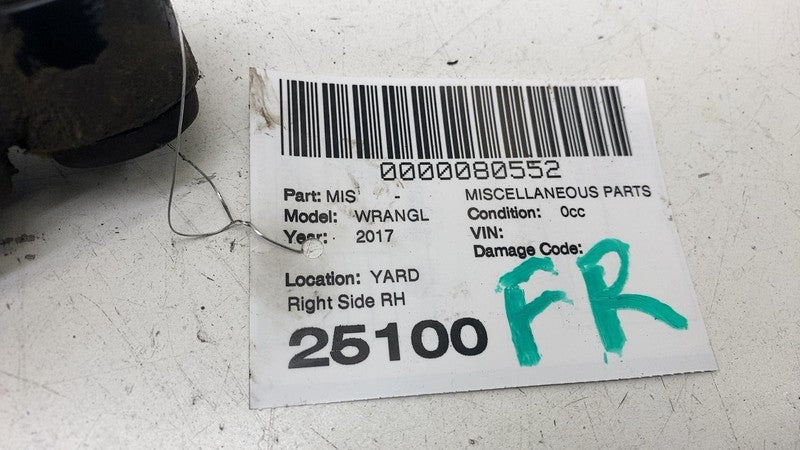 0000080552
Part: MIS - MISCELLANEOUS PARTS
Model: WRANGL Condition: 0cc
Year: 2017 VIN:
Damage Code:
Location: YARD
Right Side RH
25100 FR